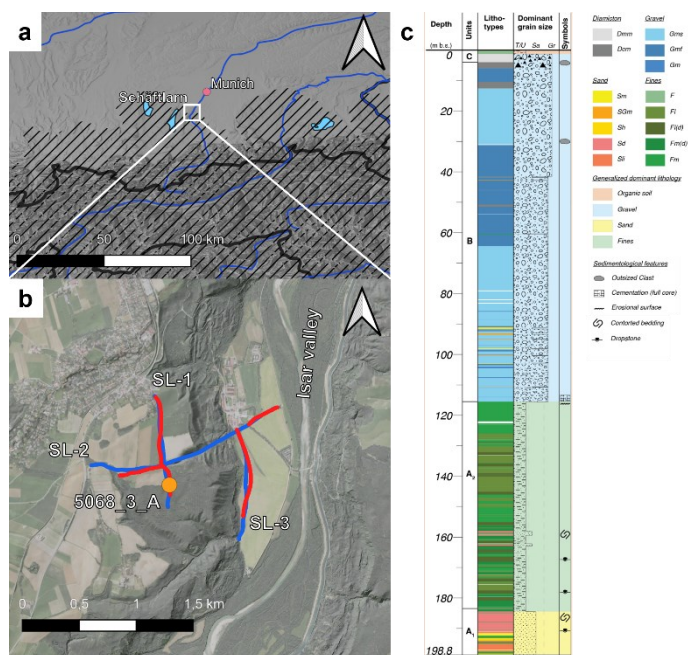 a
Munich
Schäftlarn
0
50
100 km
b
SL-1
SL-2
5068_3_A
SL-3
Isar valley
0
0,5
1
1,5 km
c
Depth
(m b.s.)
Units
Litho-
types
Dominant
grain size
T/U
Sa
Gr
Symbols
0
20
40
60
80
100
120
140
160
180
198.8
C
B
A₂
A₁
Diamicton
Dmm
Dcm
Gravel
Gms
Gmt
Gm
Sand
Sm
SGm
Sh
Sd
Sli
Fines
F
Fl
Fl(d)
Fm(d)
Fm
Generalized dominant lithology
Organic soil
Gravel
Sand
Fines
Sedimentological features
Outsized Clast
Cementation (full core)
Erosional surface
Contorted bedding
Dropstone